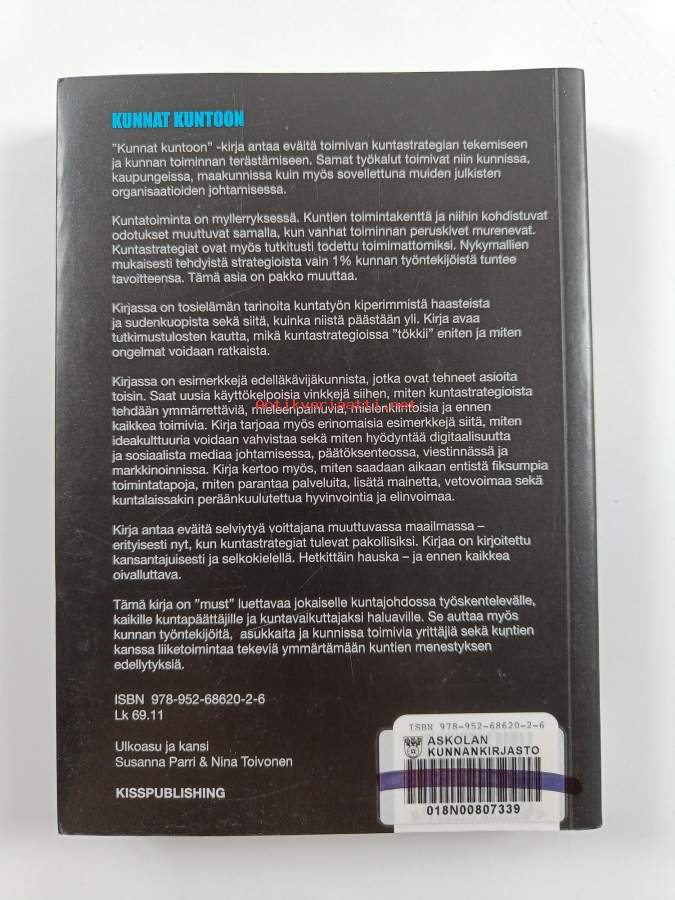 KUNNAT KUNTOON
"Kunnat kuntoon" -kirja antaa eväitä toimivan kuntastrategian tekemiseen
ja kunnan toiminnan terästämiseen. Samat työkalut toimivat niin kunnissa,
kaupungeissa, maakunnissa kuin myös sovellettuna muiden julkisten
organisaatioiden johtamisessa.
Kuntatoiminta on myllerryksessä. Kuntien toimintakenttä ja niihin kohdistuvat
odotukset muuttuvat samalla, kun vanhat toiminnan peruskivet murenevat.
Kuntastrategiat ovat myös tutkitusti todettu toimimattomiksi. Nykymallien
mukaisesti tehdyistä strategioista vain 1% kunnan työntekijöistä tuntee
tavoitteensa. Tämä asia on pakko muuttaa.
Kirjassa on tosielämän tarinoita kuntatyön kiperimmistä haasteista
ja sudenkuopista sekä siitä, kuinka niistä päästään yli. Kirja avaa
tutkimustulosten kautta, mikä kuntastrategioissa "tökkii" eniten ja miten
ongelmat voidaan ratkaista.
Kirjassa on esimerkkejä edelläkävijäkunnista, jotka ovat tehneet asioita
toisin. Saat uusia käyttökelpoisia vinkkejä siihen, miten kuntastrategioista
tehdään ymmärrettäviä, mieleenpainuvia, mielenkiintoisia ja ennen
Antikvariaatti.net
kaikkea toimivia. Kirja tarjoaa myös erinomaisia esimerkkejä siitä, miten
ideakulttuuria voidaan vahvistaa sekä miten hyödyntää digitaalisuutta
ja sosiaalista mediaa johtamisessa, päätöksenteossa, viestinnässä ja
markkinoinnissa. Kirja kertoo myös, miten saadaan aikaan entistä fiksumpia
toimintatapoja, miten parantaa palveluita, lisätä mainetta, vetovoimaa sekä
kuntalaissakin peräänkuulutettua hyvinvointia ja elinvoimaa.
Kirja antaa eväitä selviytyä voittajana muuttuvassa maailmassa –
erityisesti nyt, kun kuntastrategiat tulevat pakollisiksi. Kirjaa on kirjoitettu
kansantajuisesti ja selkokielellä. Hetkittäin hauska – ja ennen kaikkea
oivalluttava.
Tämä kirja on "must" luettavaa jokaiselle kuntajohdossa työskentelevälle,
kaikille kuntapäättäjille ja kuntavaikuttajaksi haluaville. Se auttaa myös
kunnan työntekijöitä, asukkaita ja kunnissa toimivia yrittäjiä sekä kuntien
kanssa liiketoimintaa tekeviä ymmärtämään kuntien menestyksen
edellytyksiä.
ISBN 978-952-68620-2-6
Lk 69.11
Ulkoasu ja kansi
Susanna Parri & Nina Toivonen
KISSPUBLISHING
ISBN 978-952-68620-2-6
ASKOLAN
KUNNANKIRJASTO
018N00807339